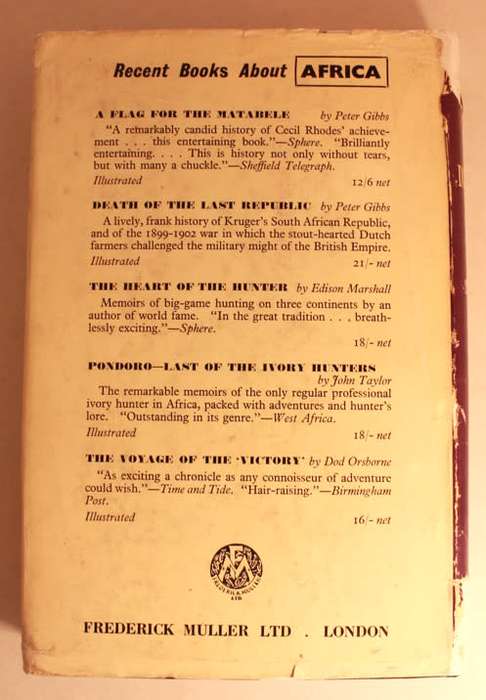 Recent Books About AFRICA
A FLAG FOR THE MATABELE by Peter Gibbs
"A remarkably candid history of Cecil Rhodes' achieve-
ment . . . this entertaining book."—Sphere. "Brilliantly
entertaining. . . . This is history not only without tears,
but with many a chuckle."—Sheffield Telegraph.
Illustrated 12/6 net
DEATH OF THE LAST REPUBLIC by Peter Gibbs
A lively, frank history of Kruger's South African Republic,
and of the 1899-1902 war in which the stout-hearted Dutch
farmers challenged the military might of the British Empire.
Illustrated 21/- net
THE HEART OF THE HUNTER by Edison Marshall
Memoirs of big-game hunting on three continents by an
author of world fame. "In the great tradition . . . breath-
lessly exciting."—Sphere.
18/- net
PONDORO—LAST OF THE IVORY HUNTERS
by John Taylor
The remarkable memoirs of the only regular professional
ivory hunter in Africa, packed with adventures and hunter's
lore. "Outstanding in its genre."—West Africa.
Illustrated 18/- net
THE VOYAGE OF THE 'VICTORY' by Dod Orsborne
"As exciting a chronicle as any connoisseur of adventure
could wish."—Time and Tide. "Hair-raising."—Birmingham
Post.
Illustrated 16/- net
FREDERICK MULLER
LTD
FREDERICK MULLER LTD . LONDON